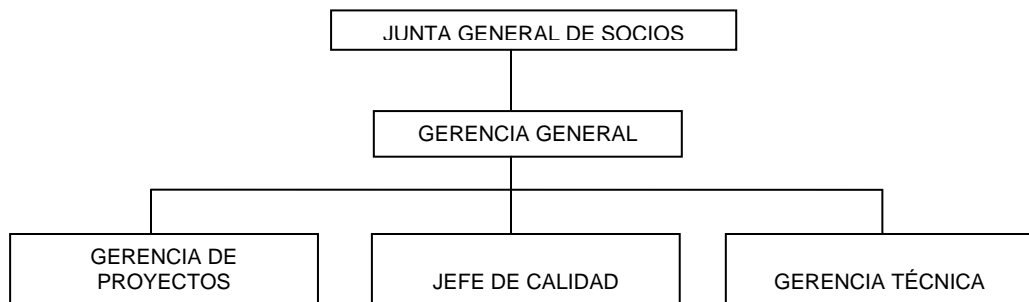 JUNTA GENERAL DE SOCIOS
GERENCIA GENERAL
GERENCIA DE
PROYECTOS
JEFE DE CALIDAD
GERENCIA TÉCNICA